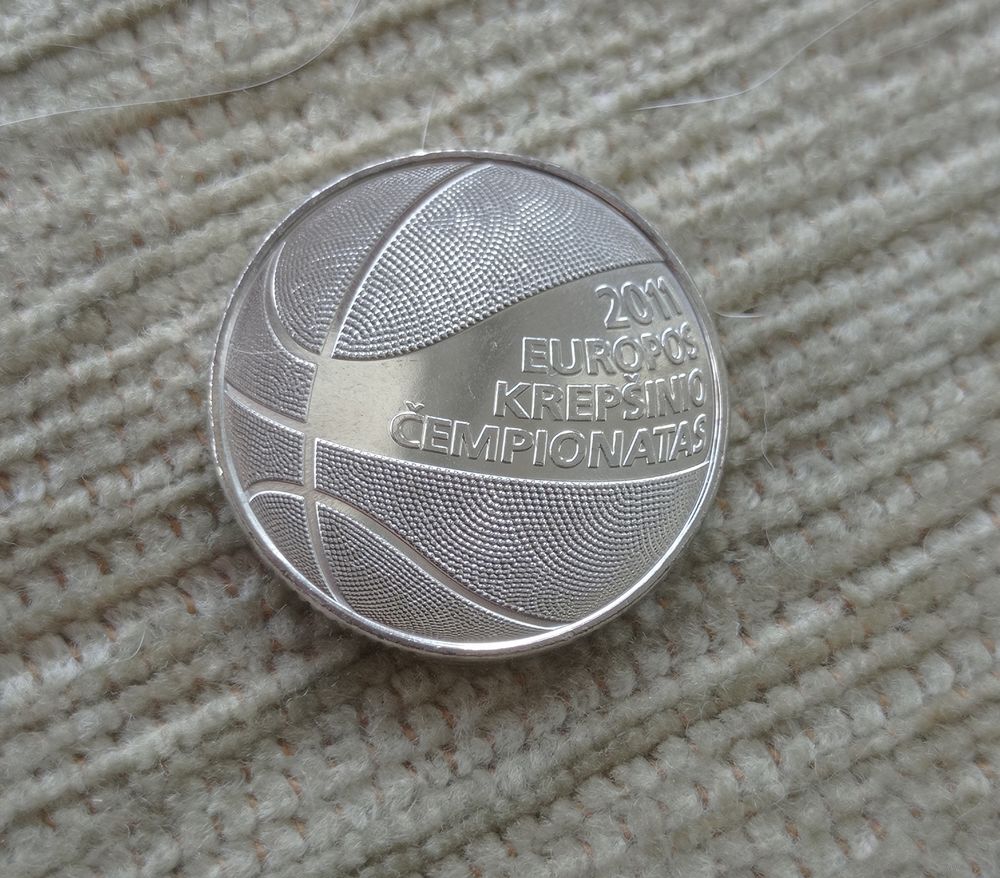 2011
EUROPOS
KREPŠINIO
ČEMPIONATAS